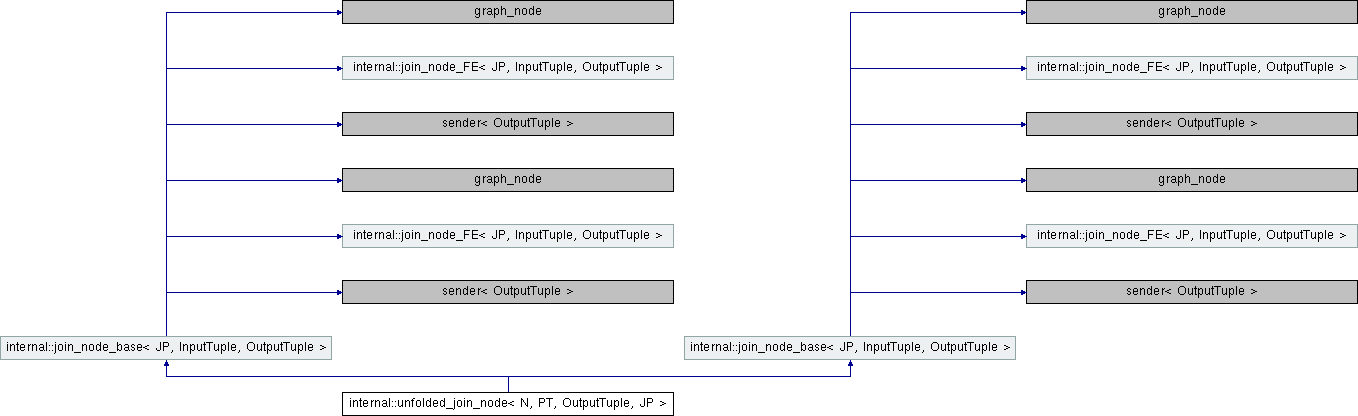 graph_node
graph_node
internal::join_node_FE< JP, InputTuple, OutputTuple >
internal::join_node_FE< JP, InputTuple, OutputTuple >
sender< OutputTuple >
sender< OutputTuple >
graph_node
graph_node
internal::join_node_FE< JP, InputTuple, OutputTuple >
internal::join_node_FE< JP, InputTuple, OutputTuple >
sender< OutputTuple >
sender< OutputTuple >
internal::join_node_base< JP, InputTuple, OutputTuple >
internal::join_node_base< JP, InputTuple, OutputTuple >
internal::unfolded_join_node< N, PT, OutputTuple, JP >